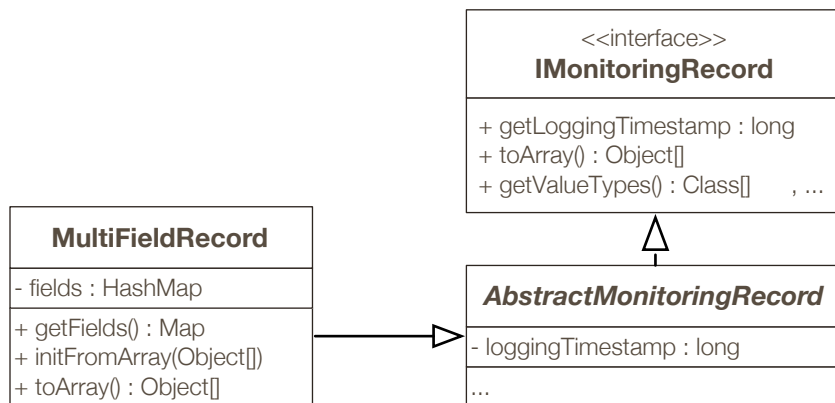 <<interface>>
IMonitoringRecord
+ getLoggingTimestamp : long
+ toArray() : Object[]
+ getValueTypes() : Class[] , ...
MultiFieldRecord
- fields : HashMap
+ getFields() : Map
+ initFromArray(Object[])
+ toArray() : Object[]
AbstractMonitoringRecord
- loggingTimestamp : long
...